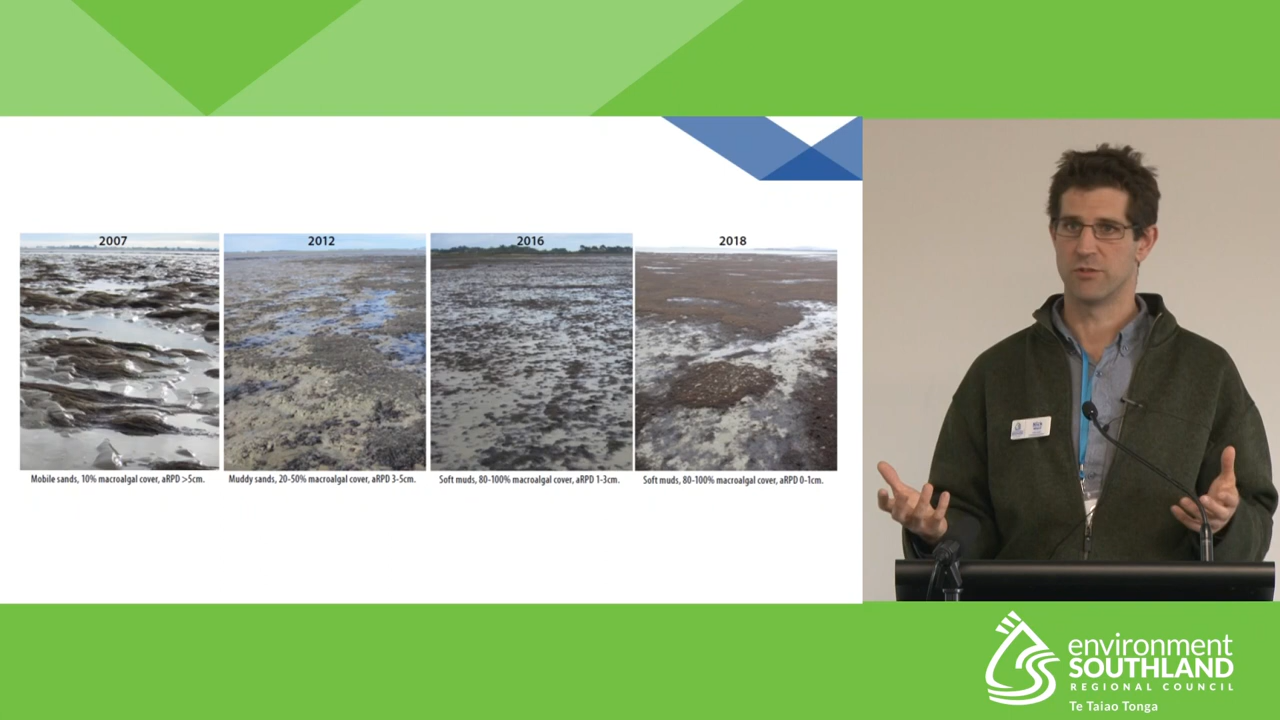 2007
2012
2016
2018
Mobile sands, 10% macroalgal cover, aRPD >5cm.
Muddy sands, 20-50% macroalgal cover, aRPD 3-5cm.
Soft muds, 80-100% macroalgal cover, aRPD 1-3cm.
Soft muds, 80-100% macroalgal cover, aRPD 0-1cm.
environment
SOUTHLAND
REGIONAL COUNCIL
Te Taiao Tonga